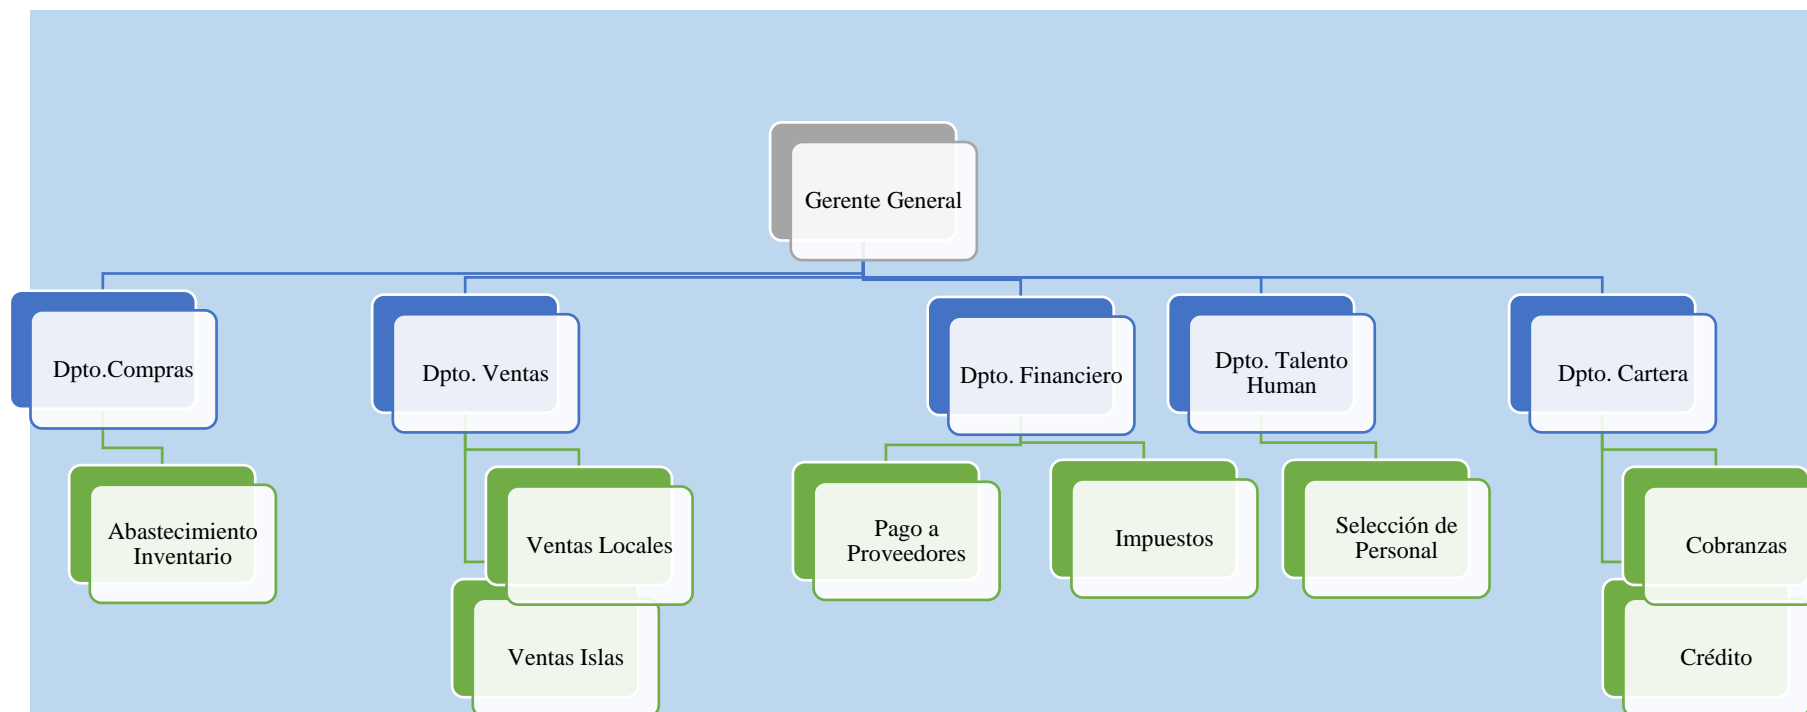 Gerente General
Dpto.Compras
Dpto. Ventas
Dpto. Financiero
Dpto. Talento
Human
Dpto. Cartera
Abastecimiento
Inventario
Ventas Locales
Ventas Islas
Pago a
Proveedores
Impuestos
Selección de
Personal
Cobranzas
Crédito